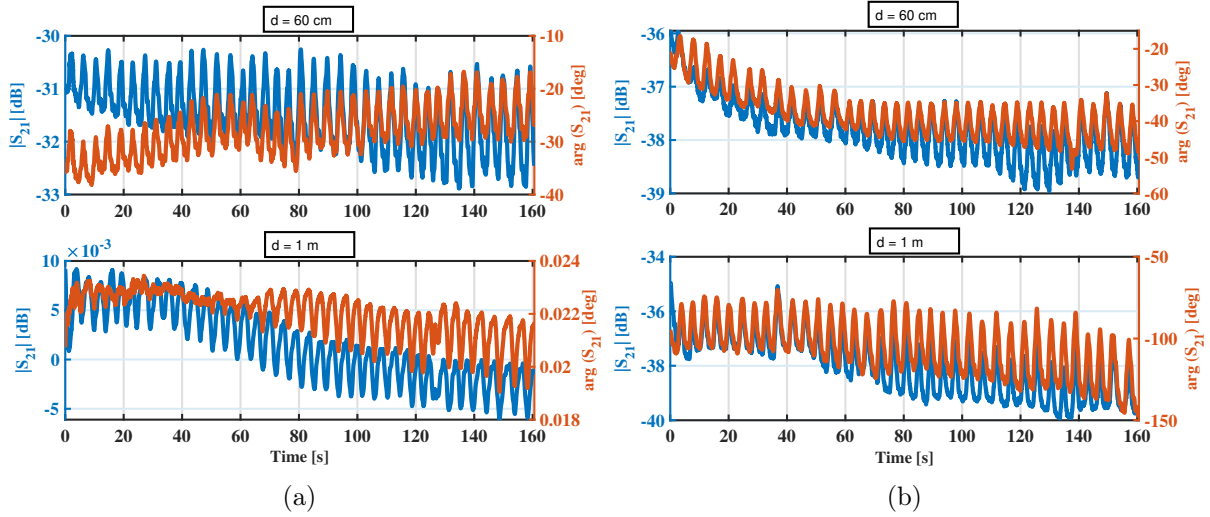 d = 60 cm
-30
-31
-32
-33
|S21| [dB]
-10
-20
-30
-40
arg (S21) [deg]
0 20 40 60 80 100 120 140 160
d = 1 m
×10-3
10
5
0
-5
|S21| [dB]
0.024
0.022
0.02
0.018
arg (S21) [deg]
0 20 40 60 80 100 120 140 160
Time [s]
(a)
d = 60 cm
-36
-37
-38
-39
|S21| [dB]
-20
-30
-40
-50
-60
arg (S21) [deg]
0 20 40 60 80 100 120 140 160
d = 1 m
-34
-36
-38
-40
|S21| [dB]
-50
-100
-150
arg (S21) [deg]
0 20 40 60 80 100 120 140 160
Time [s]
(b)